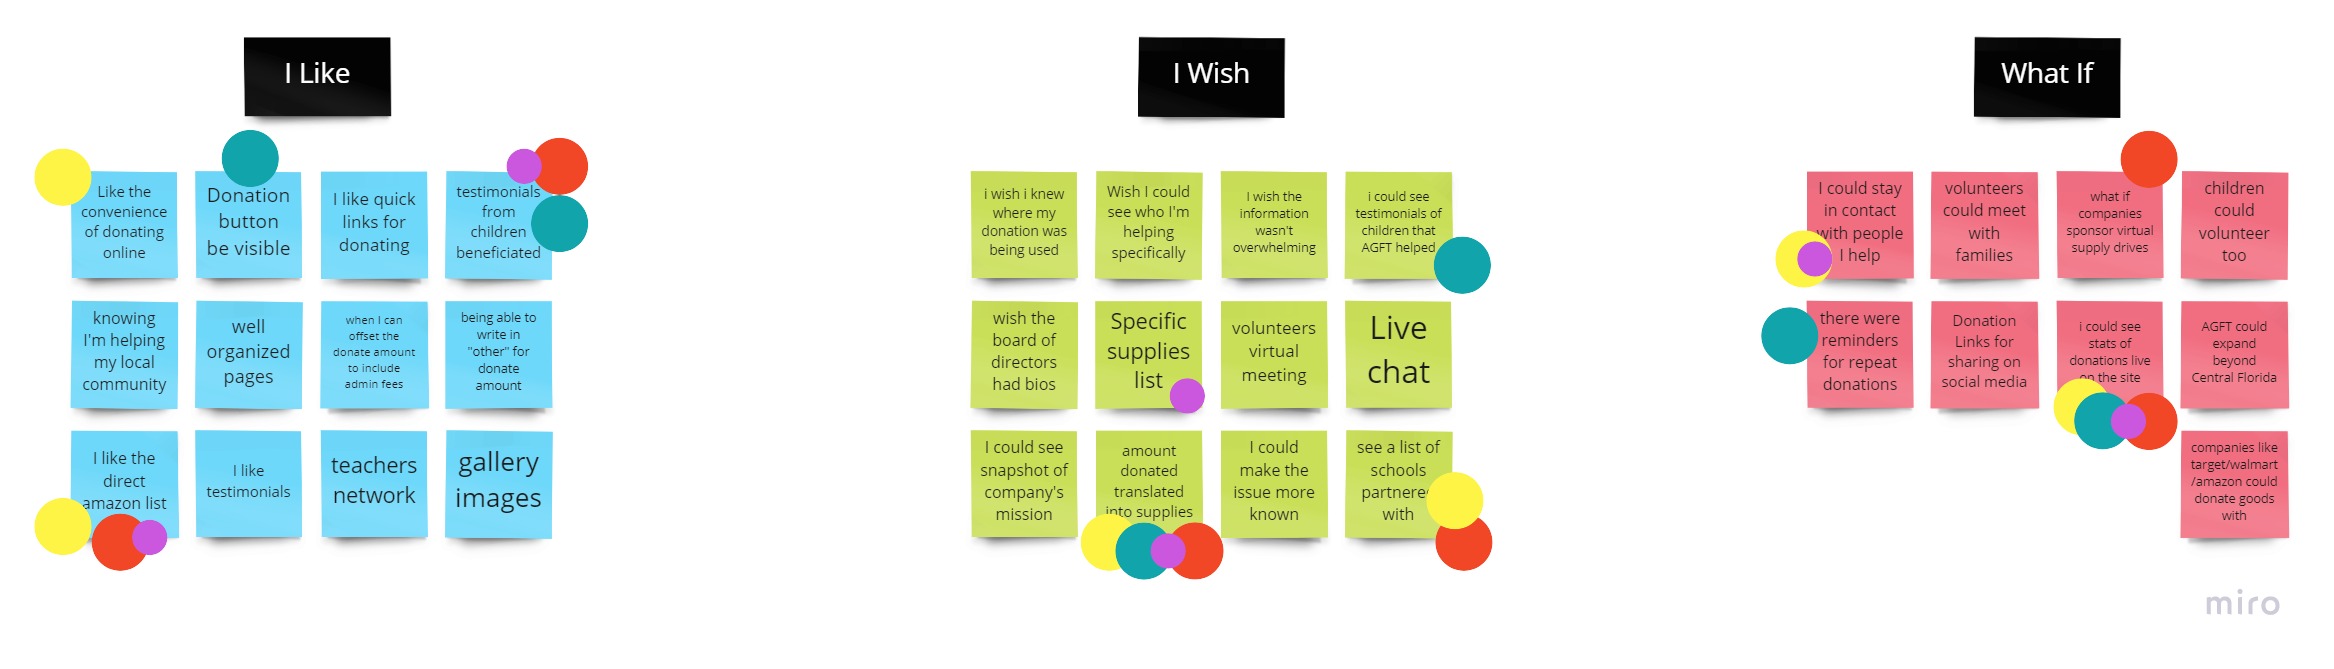 I Like
Like the
convenience
of donating
online
Donation
button
be visible
I like quick
links for
donating
testimonials
from
children
beneficiated
knowing
I'm helping
my local
community
well
organized
pages
when I can
offset the
donate amount
to include
admin fees
being able to
write in
"other" for
donate
amount
I like the
direct
amazon list
I like
testimonials
teachers
network
gallery
images
I Wish
i wish i knew
where my
donation was
being used
Wish I could
see who I'm
helping
specifically
I wish the
information
wasn't
overwhelming
i could see
testimonials of
children that
AGFT helped
wish the
board of
directors
had bios
Specific
supplies
list
volunteers
virtual
meeting
Live
chat
I could see
snapshot of
company's
mission
amount
donated
translated
into supplies
I could
make the
issue more
known
see a list of
schools
partnered
with
What If
I could stay
in contact
with people
I help
volunteers
could meet
with
families
what if
companies
sponsor virtual
supply drives
children
could
volunteer
too
there were
reminders
for repeat
donations
Donation
Links for
sharing on
social media
i could see
stats of
donations live
on the site
AGFT could
expand
beyond
Central Florida
companies like
target/walmart
/amazon could
donate goods
with
miro